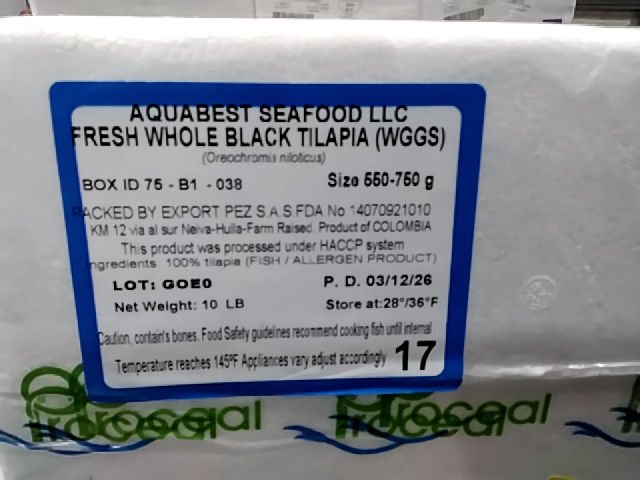 AQUABEST SEAFOOD LLC
FRESH WHOLE BLACK TILAPIA (WGGS)
(Oreochromis niloticus)
BOX ID 75 - B1 - 038 Size 550-750 g
PACKED BY EXPORT PEZ S.A.S.FDA No 14070921010
KM 12 via al sur Neiva-Huila-Farm Raised. Product of COLOMBIA
This product was processed under HACCP system
ingredients: 100% tilapia (FISH / ALLERGEN PRODUCT)
LOT: GOE0 P. D. 03/12/26
Net Weight: 10 LB Store at:28°/36°F
Caution, contain's bones. Food Safety guidelines recommend cooking fish until internal
Temperature reaches 145ºF Appliances vary adjust accordingly 17